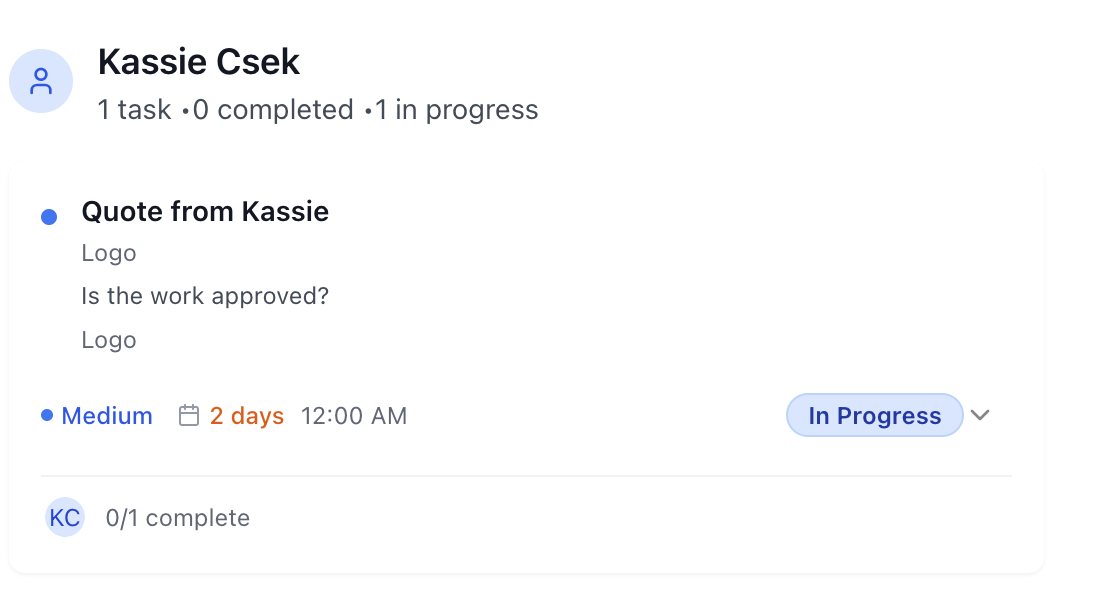 Kassie Csek
1 task •0 completed •1 in progress
Quote from Kassie
Logo
Is the work approved?
Logo
Medium 2 days 12:00 AM In Progress
KC 0/1 complete